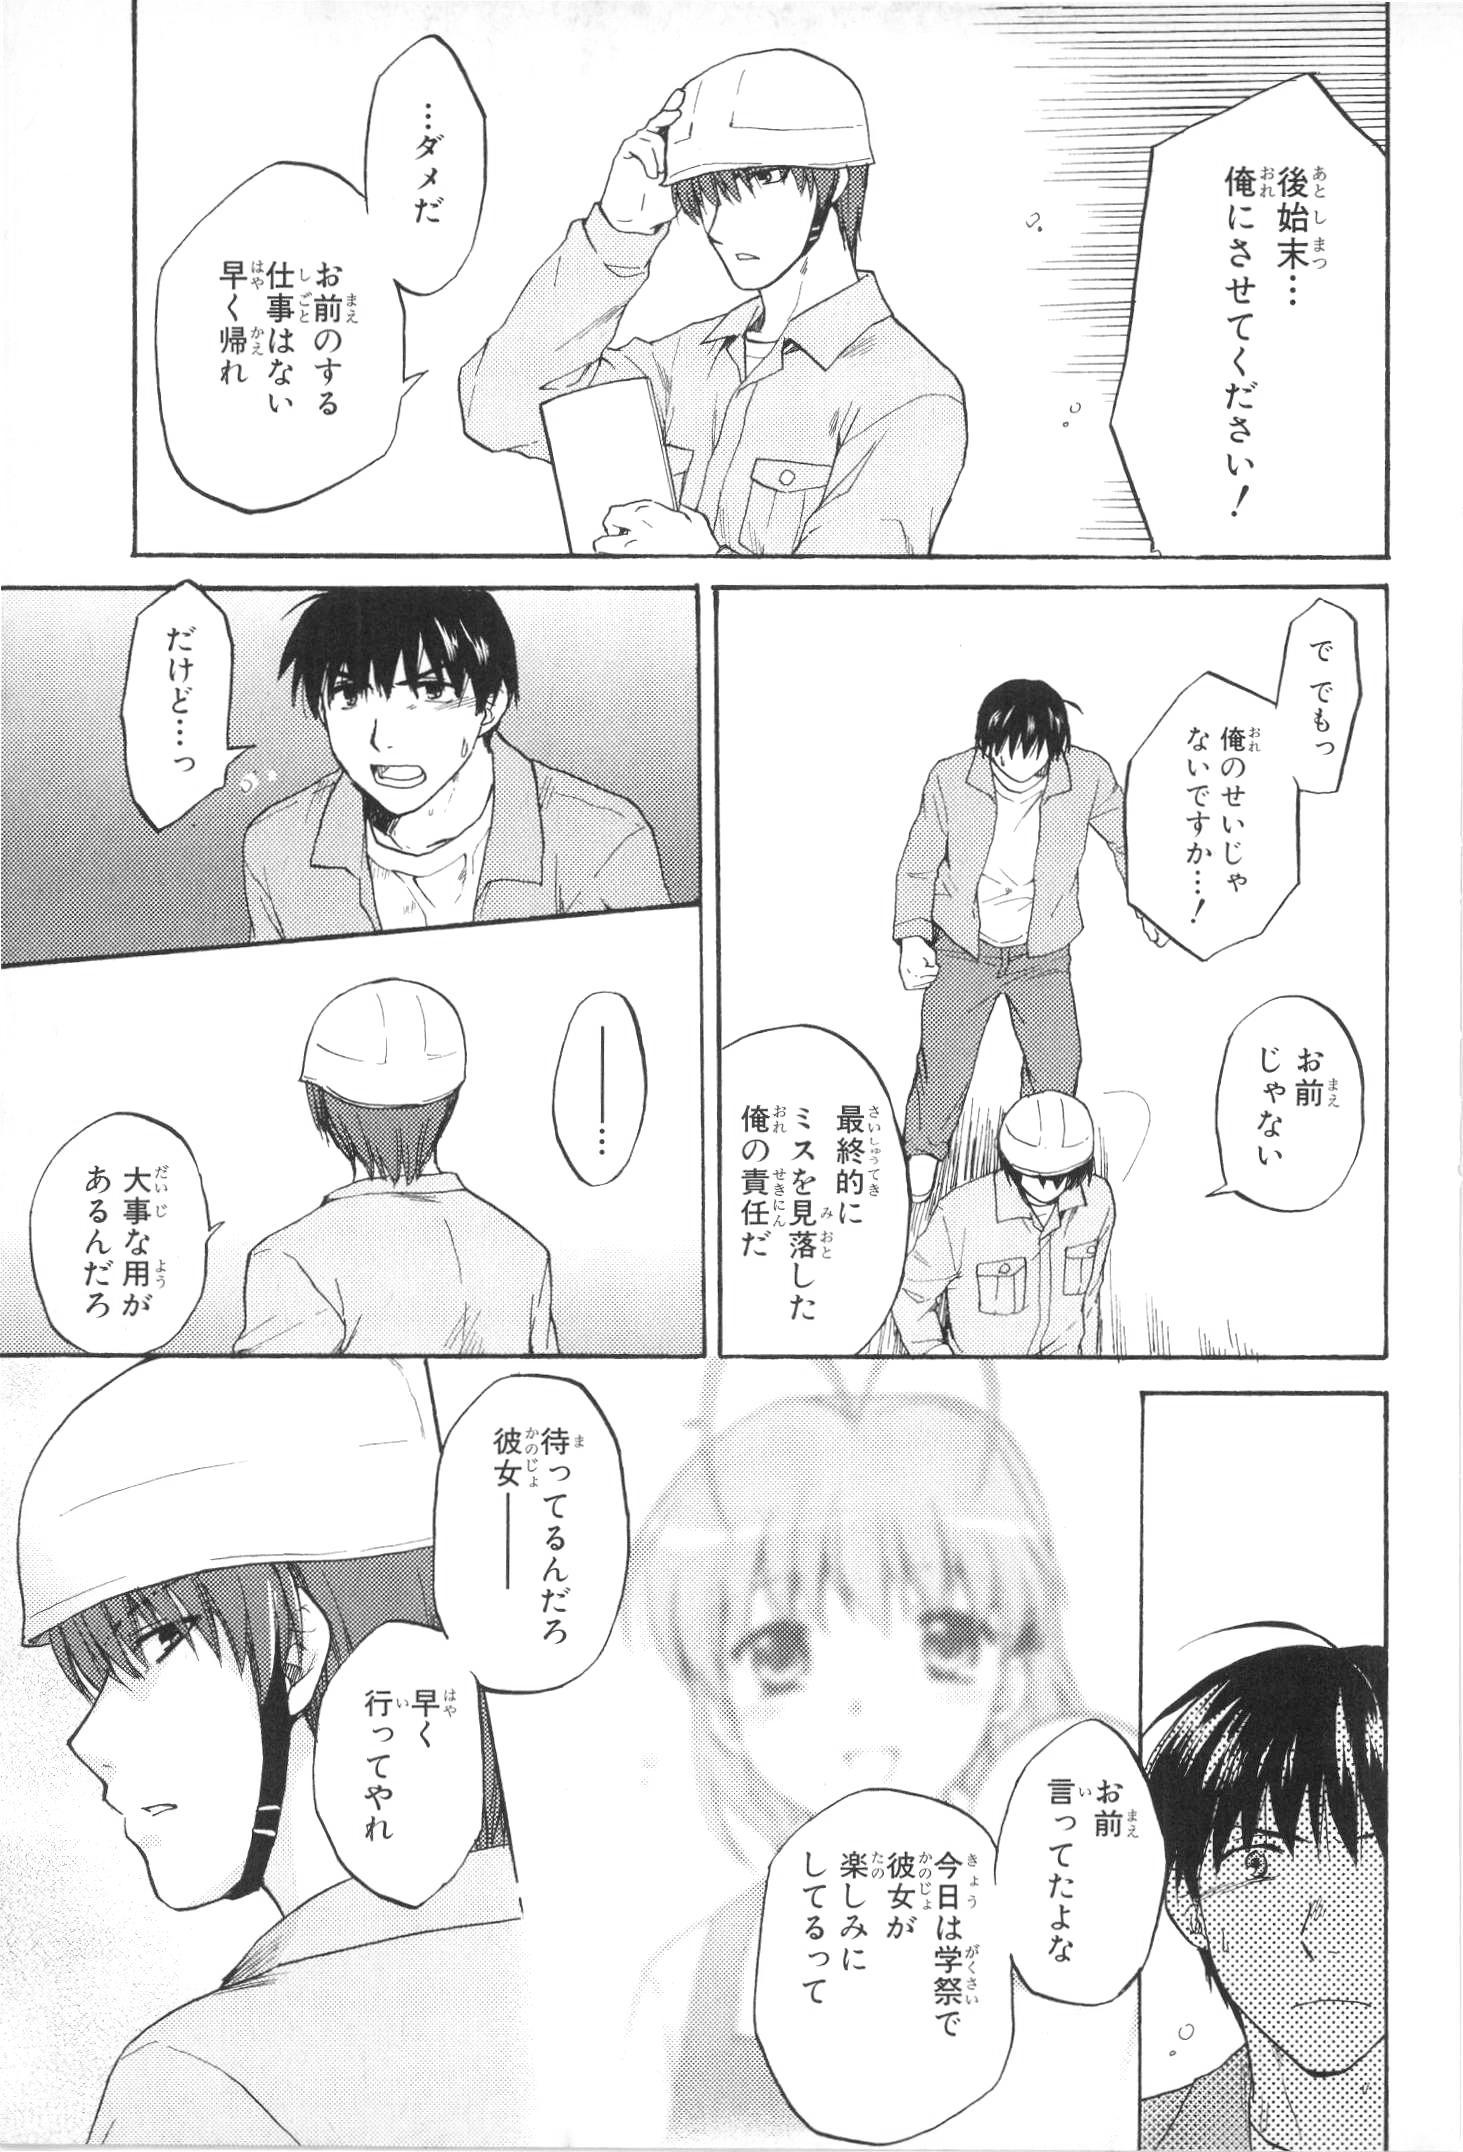 後始末…
俺にさせてください!
…ダメだ
お前のする
仕事はない
早く帰れ
で でもっ
俺のせいじゃ
ないですか…!
お前
じゃない
最終的に
ミスを見落した
俺の責任だ
だけど…っ
――…
大事な用が
あるんだろ
お前
言ってたよな
今日は学祭で
彼女が
楽しみに
してるって
待ってるんだろ
彼女――
早く
行ってやれ